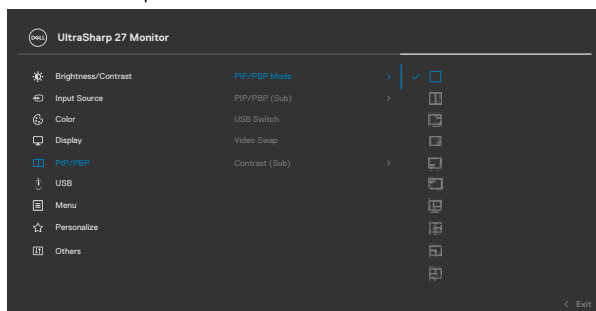 DELL UltraSharp 27 Monitor
Brightness/Contrast PIP/PBP Mode
Input Source PIP/PBP (Sub)
Color USB Switch
Display Video Swap
PIP/PBP Contrast (Sub)
USB
Menu
Personalize
Others
Exit